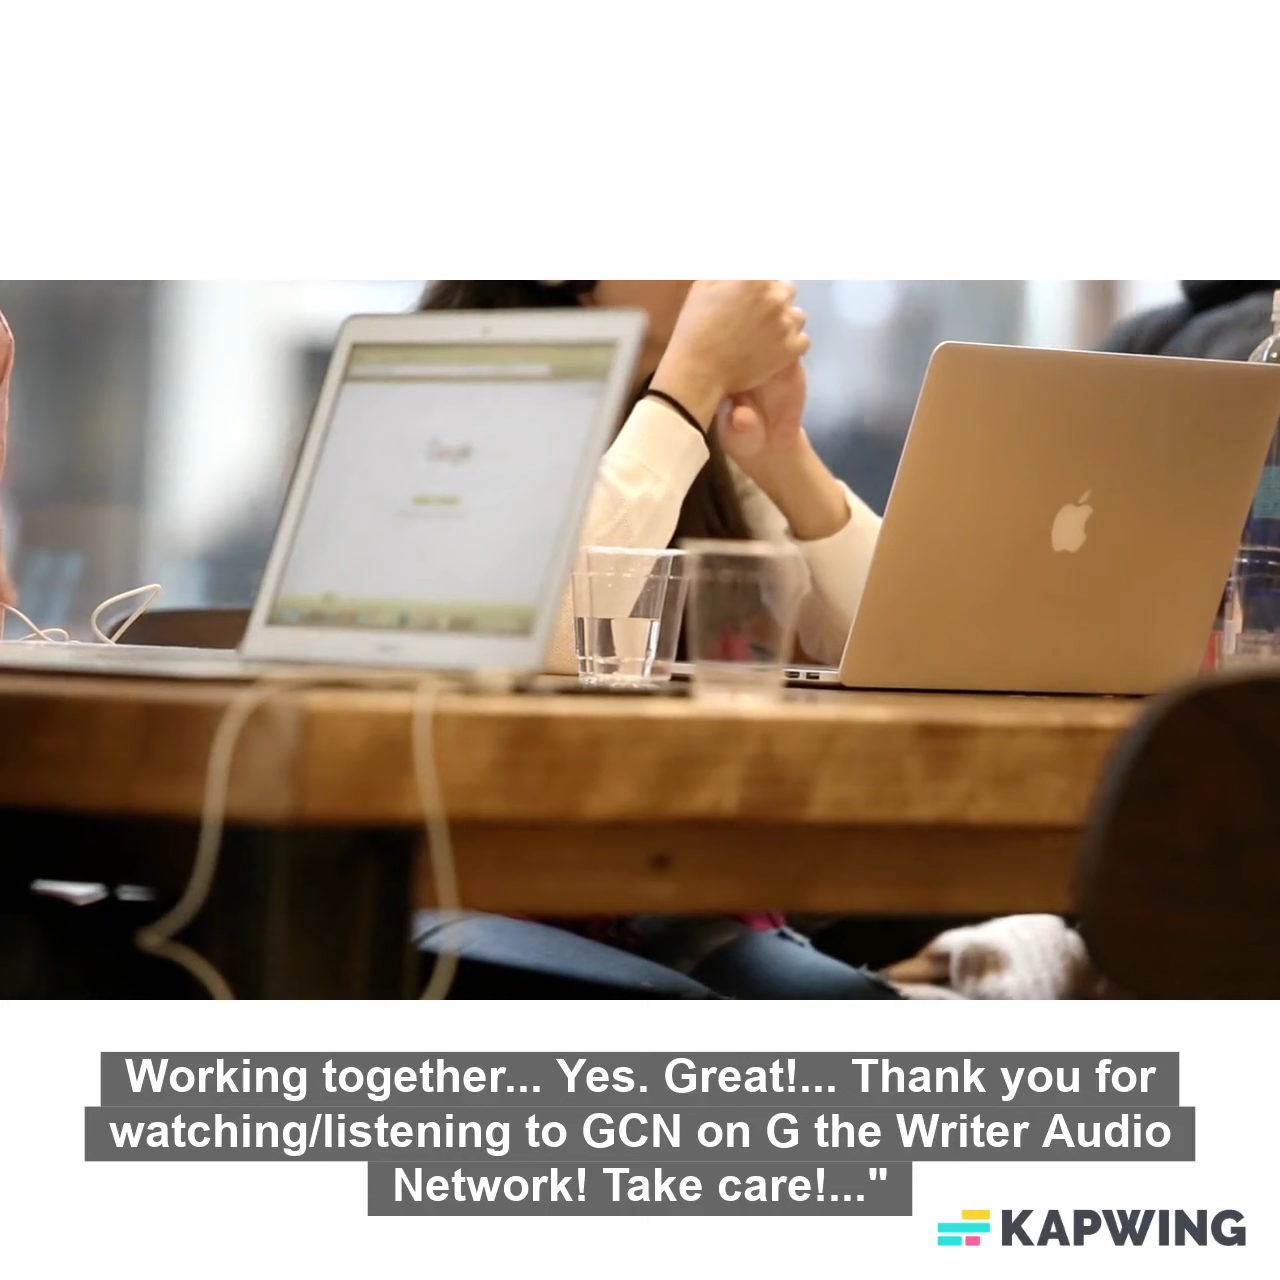 Google
Working together... Yes. Great!... Thank you for
watching/listening to GCN on G the Writer Audio
Network! Take care!..."
KAPWING